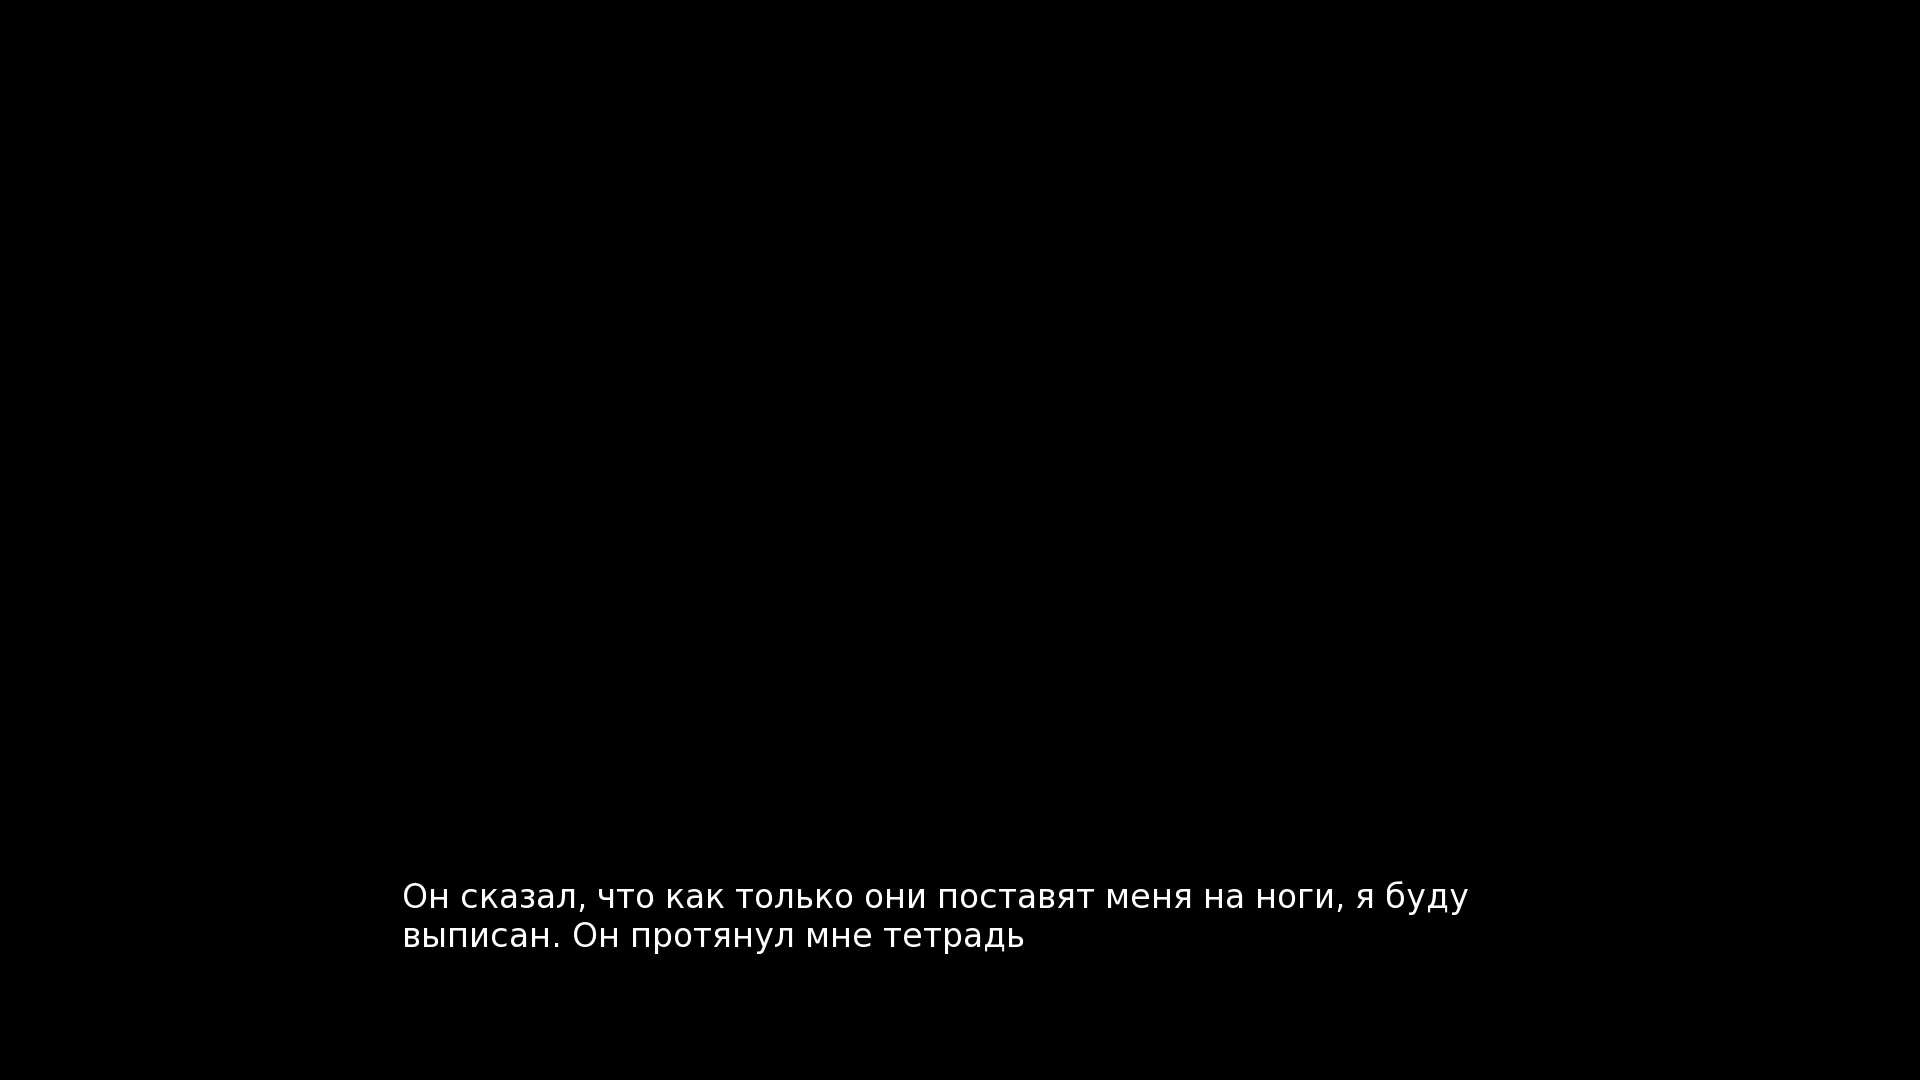 Он сказал, что как только они поставят меня на ноги, я буду
выписан. Он протянул мне тетрадь